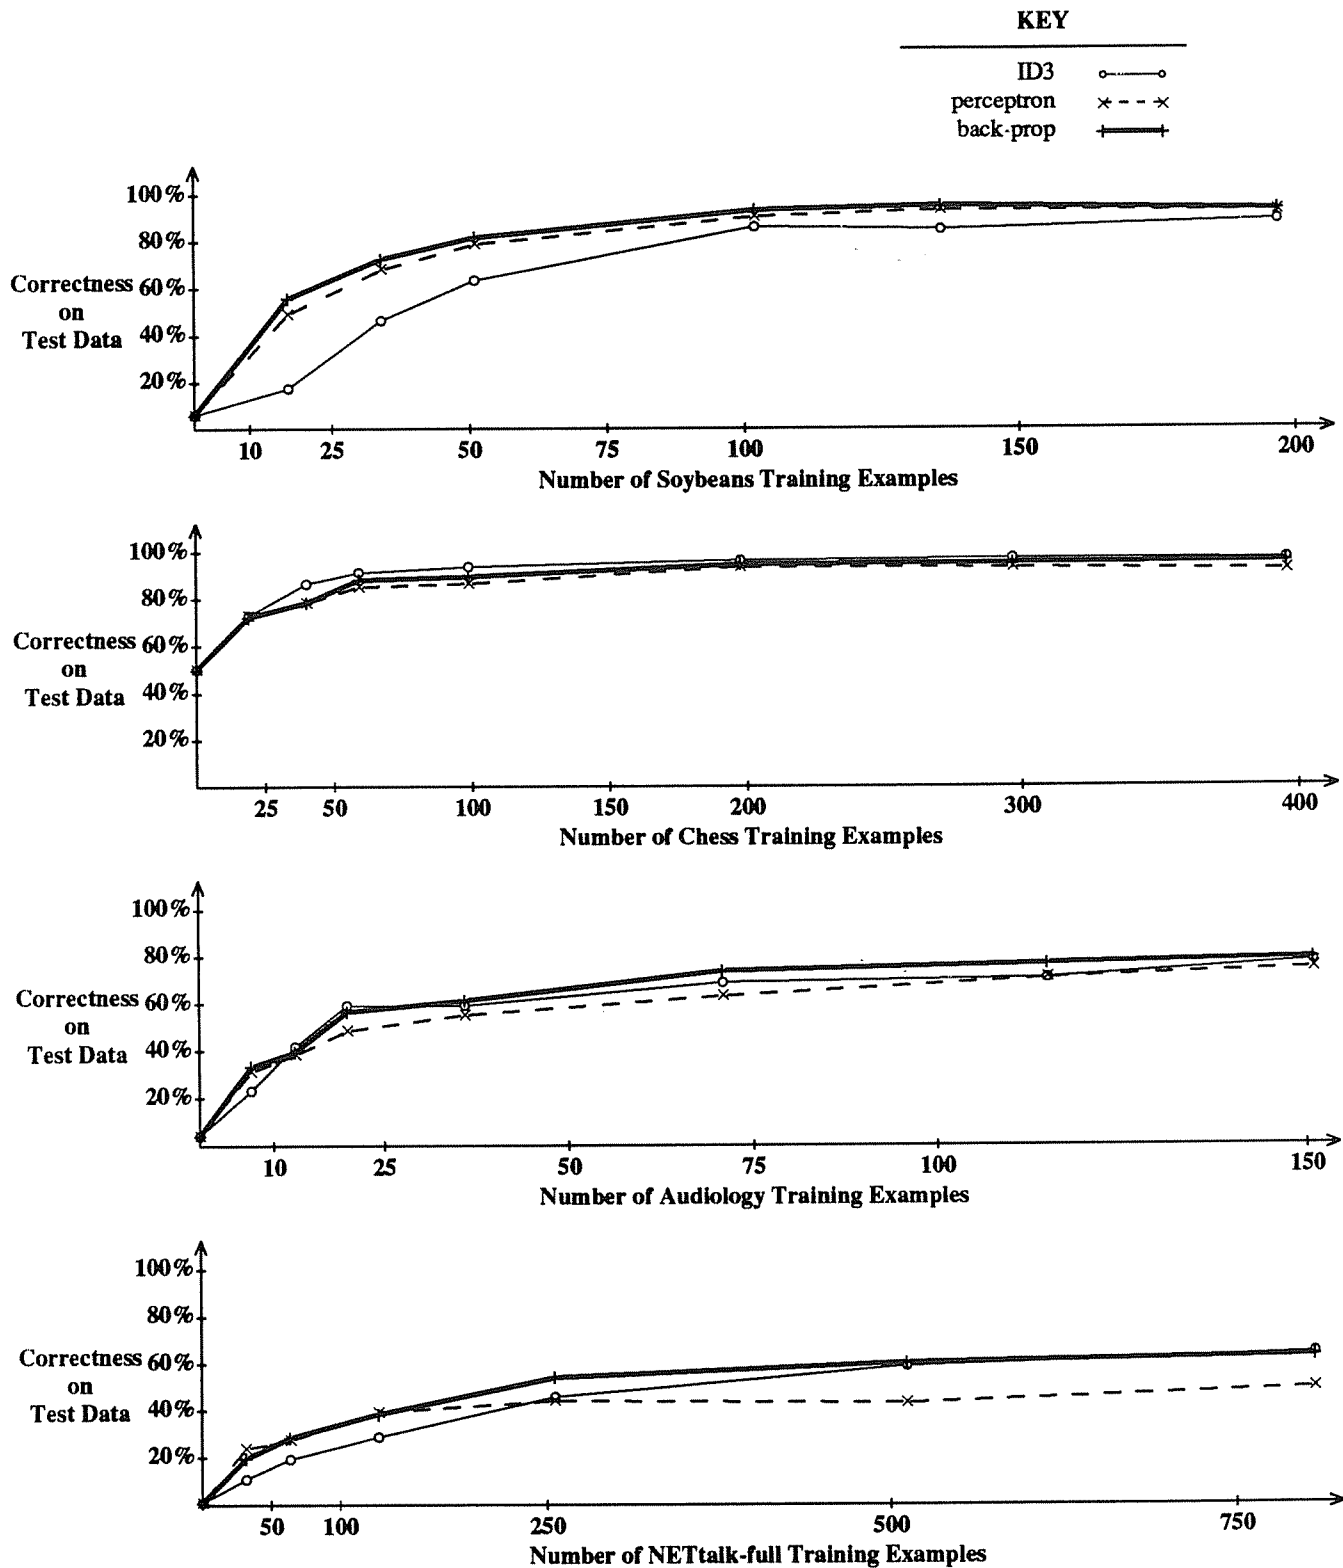 KEY
ID3
perceptron
back-prop
100%
80%
60%
40%
20%
Correctness
on
Test Data
10 25 50 75 100 150 200
Number of Soybeans Training Examples
100%
80%
60%
40%
20%
Correctness
on
Test Data
25 50 100 150 200 300 400
Number of Chess Training Examples
100%
80%
60%
40%
20%
Correctness
on
Test Data
10 25 50 75 100 150
Number of Audiology Training Examples
100%
80%
60%
40%
20%
Correctness
on
Test Data
50 100 250 500 750
Number of NETtalk-full Training Examples